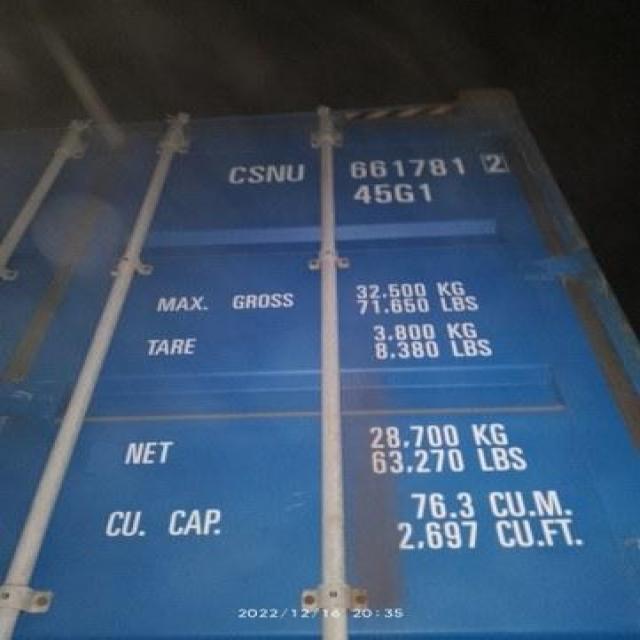 CSNU 661781 2
45G1
MAX. GROSS 32.500 KG
71.650 LBS
TARE 3.800 KG
8.380 LBS
NET 28.700 KG
63.270 LBS
CU. CAP. 76.3 CU.M.
2.697 CU.FT.
2022/12/16 20:35